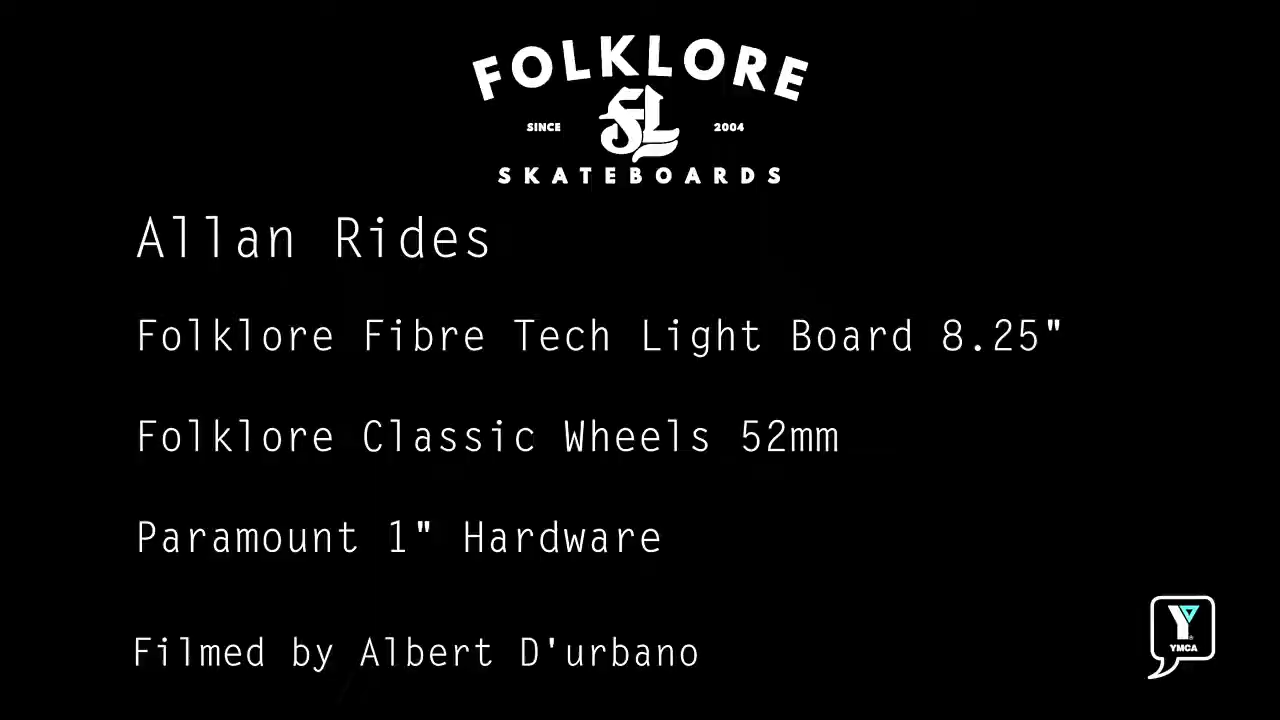 FOLKLORE
SINCE FL 2004
SKATEBOARDS
Allan Rides
Folklore Fibre Tech Light Board 8.25"
Folklore Classic Wheels 52mm
Paramount 1" Hardware
Filmed by Albert D'urbano
Y®
YMCA